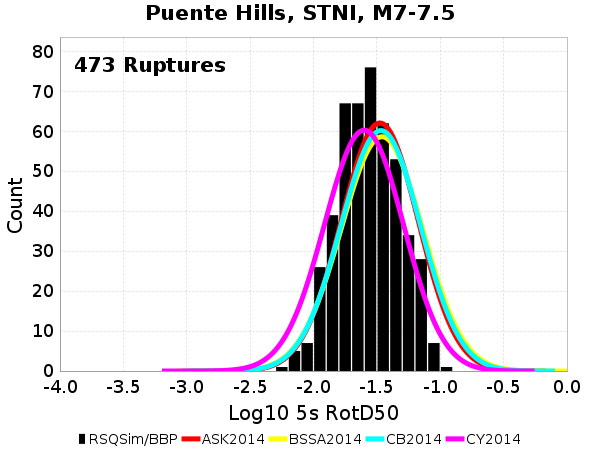 Puente Hills, STNI, M7-7.5
473 Ruptures
Count
80
70
60
50
40
30
20
10
0
-4.0 -3.5 -3.0 -2.5 -2.0 -1.5 -1.0 -0.5 0.0
Log10 5s RotD50
RSQSim/BBP ASK2014 BSSA2014 CB2014 CY2014